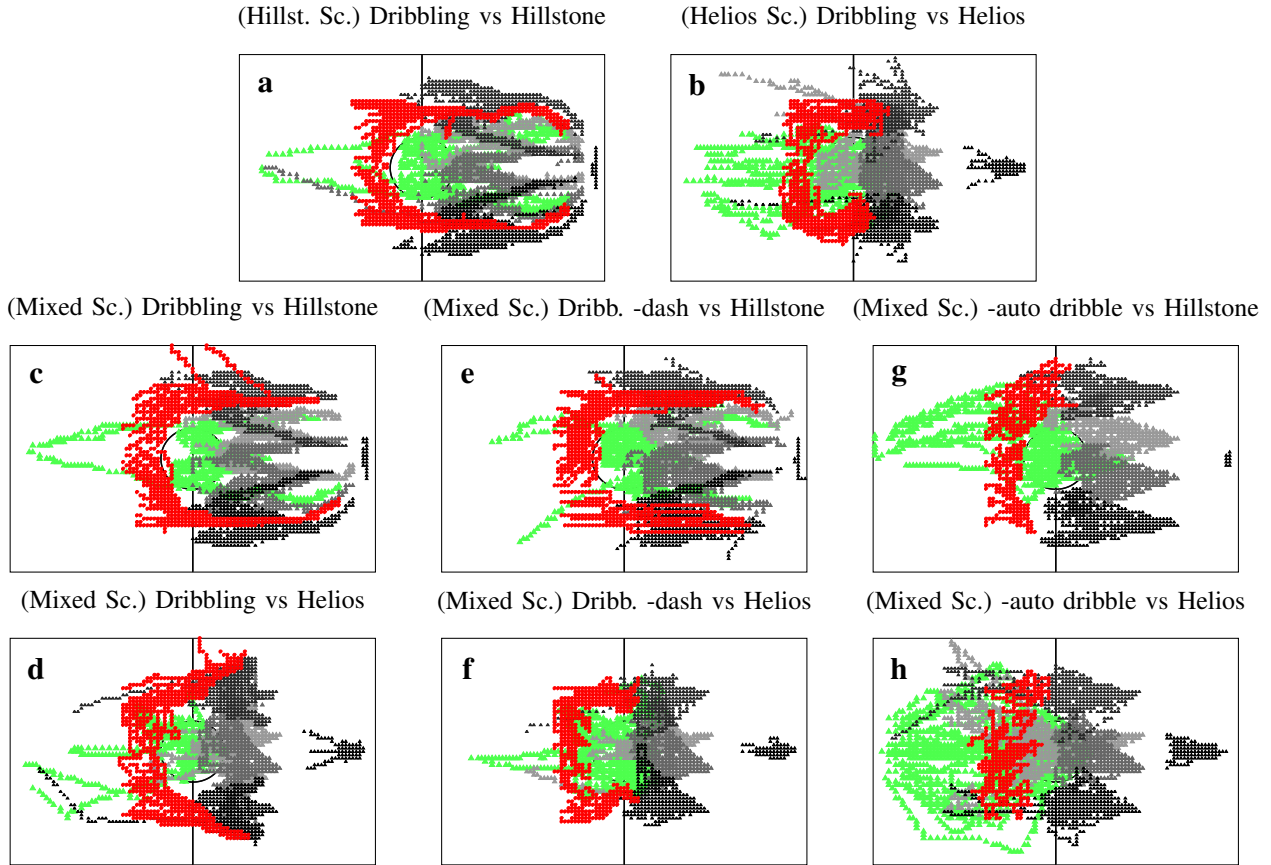 (Hillst. Sc.) Dribbling vs Hillstone (Helios Sc.) Dribbling vs Helios
a b
(Mixed Sc.) Dribbling vs Hillstone (Mixed Sc.) Dribb. -dash vs Hillstone (Mixed Sc.) -auto dribble vs Hillstone
c e g
(Mixed Sc.) Dribbling vs Helios (Mixed Sc.) Dribb. -dash vs Helios (Mixed Sc.) -auto dribble vs Helios
d f h